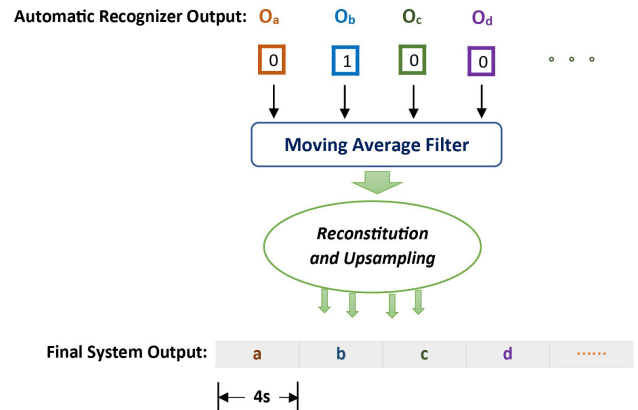 Automatic Recognizer Output: Oa Ob Oc Od
0 1 0 0
Moving Average Filter
Reconstitution
and Upsampling
Final System Output: a b c d ......
4s